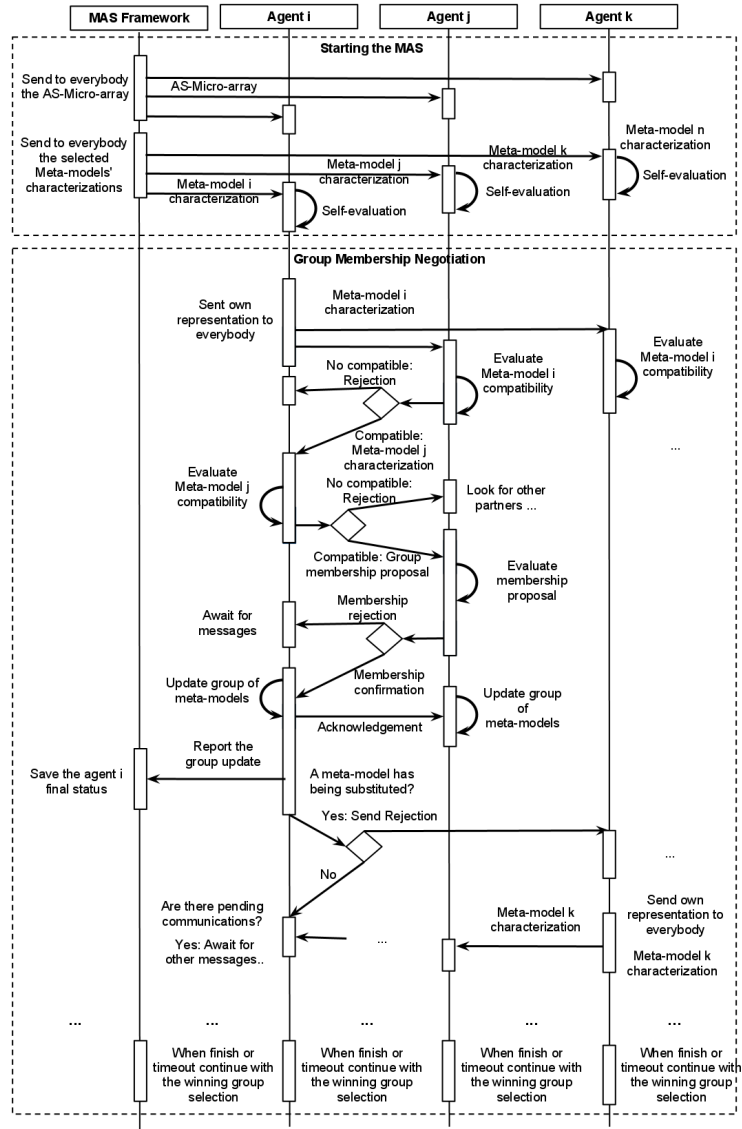 MAS Framework
Agent i
Agent j
Agent k
Starting the MAS
Send to everybody
the AS-Micro-array
AS-Micro-array
Send to everybody
the selected
Meta-models'
characterizations
Meta-model n
characterization
Meta-model k
characterization
Meta-model j
characterization
Meta-model i
characterization
Self-evaluation
Self-evaluation
Self-evaluation
Group Membership Negotiation
Sent own
representation to
everybody
Meta-model i
characterization
Evaluate
Meta-model i
compatibility
Evaluate
Meta-model i
compatibility
No compatible:
Rejection
Compatible:
Meta-model j
characterization
...
Evaluate
Meta-model j
compatibility
No compatible:
Rejection
Look for other
partners ...
Compatible: Group
membership proposal
Evaluate
membership
proposal
Await for
messages
Membership
rejection
Membership
confirmation
Update group of
meta-models
Acknowledgement
Update group
of
meta-models
Report the
group update
Save the agent i
final status
A meta-model has
being substituted?
Yes: Send Rejection
...
No
Are there pending
communications?
Yes: Await for
other messages..
...
Meta-model k
characterization
Send own
representation to
everybody
Meta-model k
characterization
...
...
...
...
...
When finish or
timeout continue with
the winning group
selection
When finish or
timeout continue with
the winning group
selection
When finish or
timeout continue with
the winning group
selection
When finish or
timeout continue with
the winning group
selection